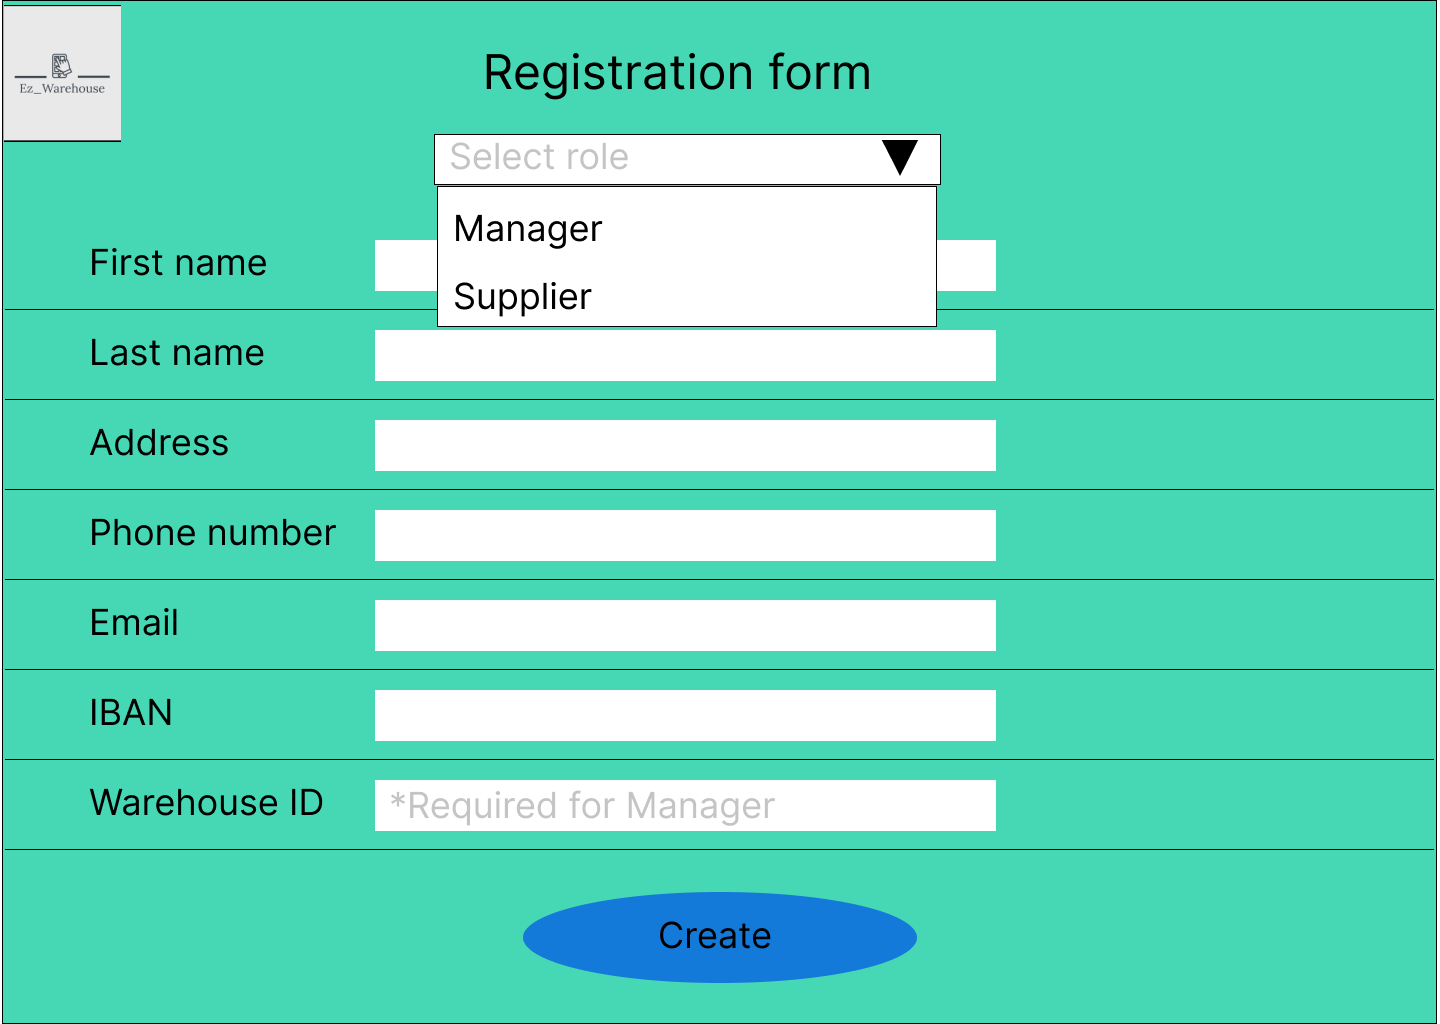 Ez_Warehouse
Registration form
Select role
Manager
Supplier
First name
Last name
Address
Phone number
Email
IBAN
Warehouse ID
*Required for Manager
Create